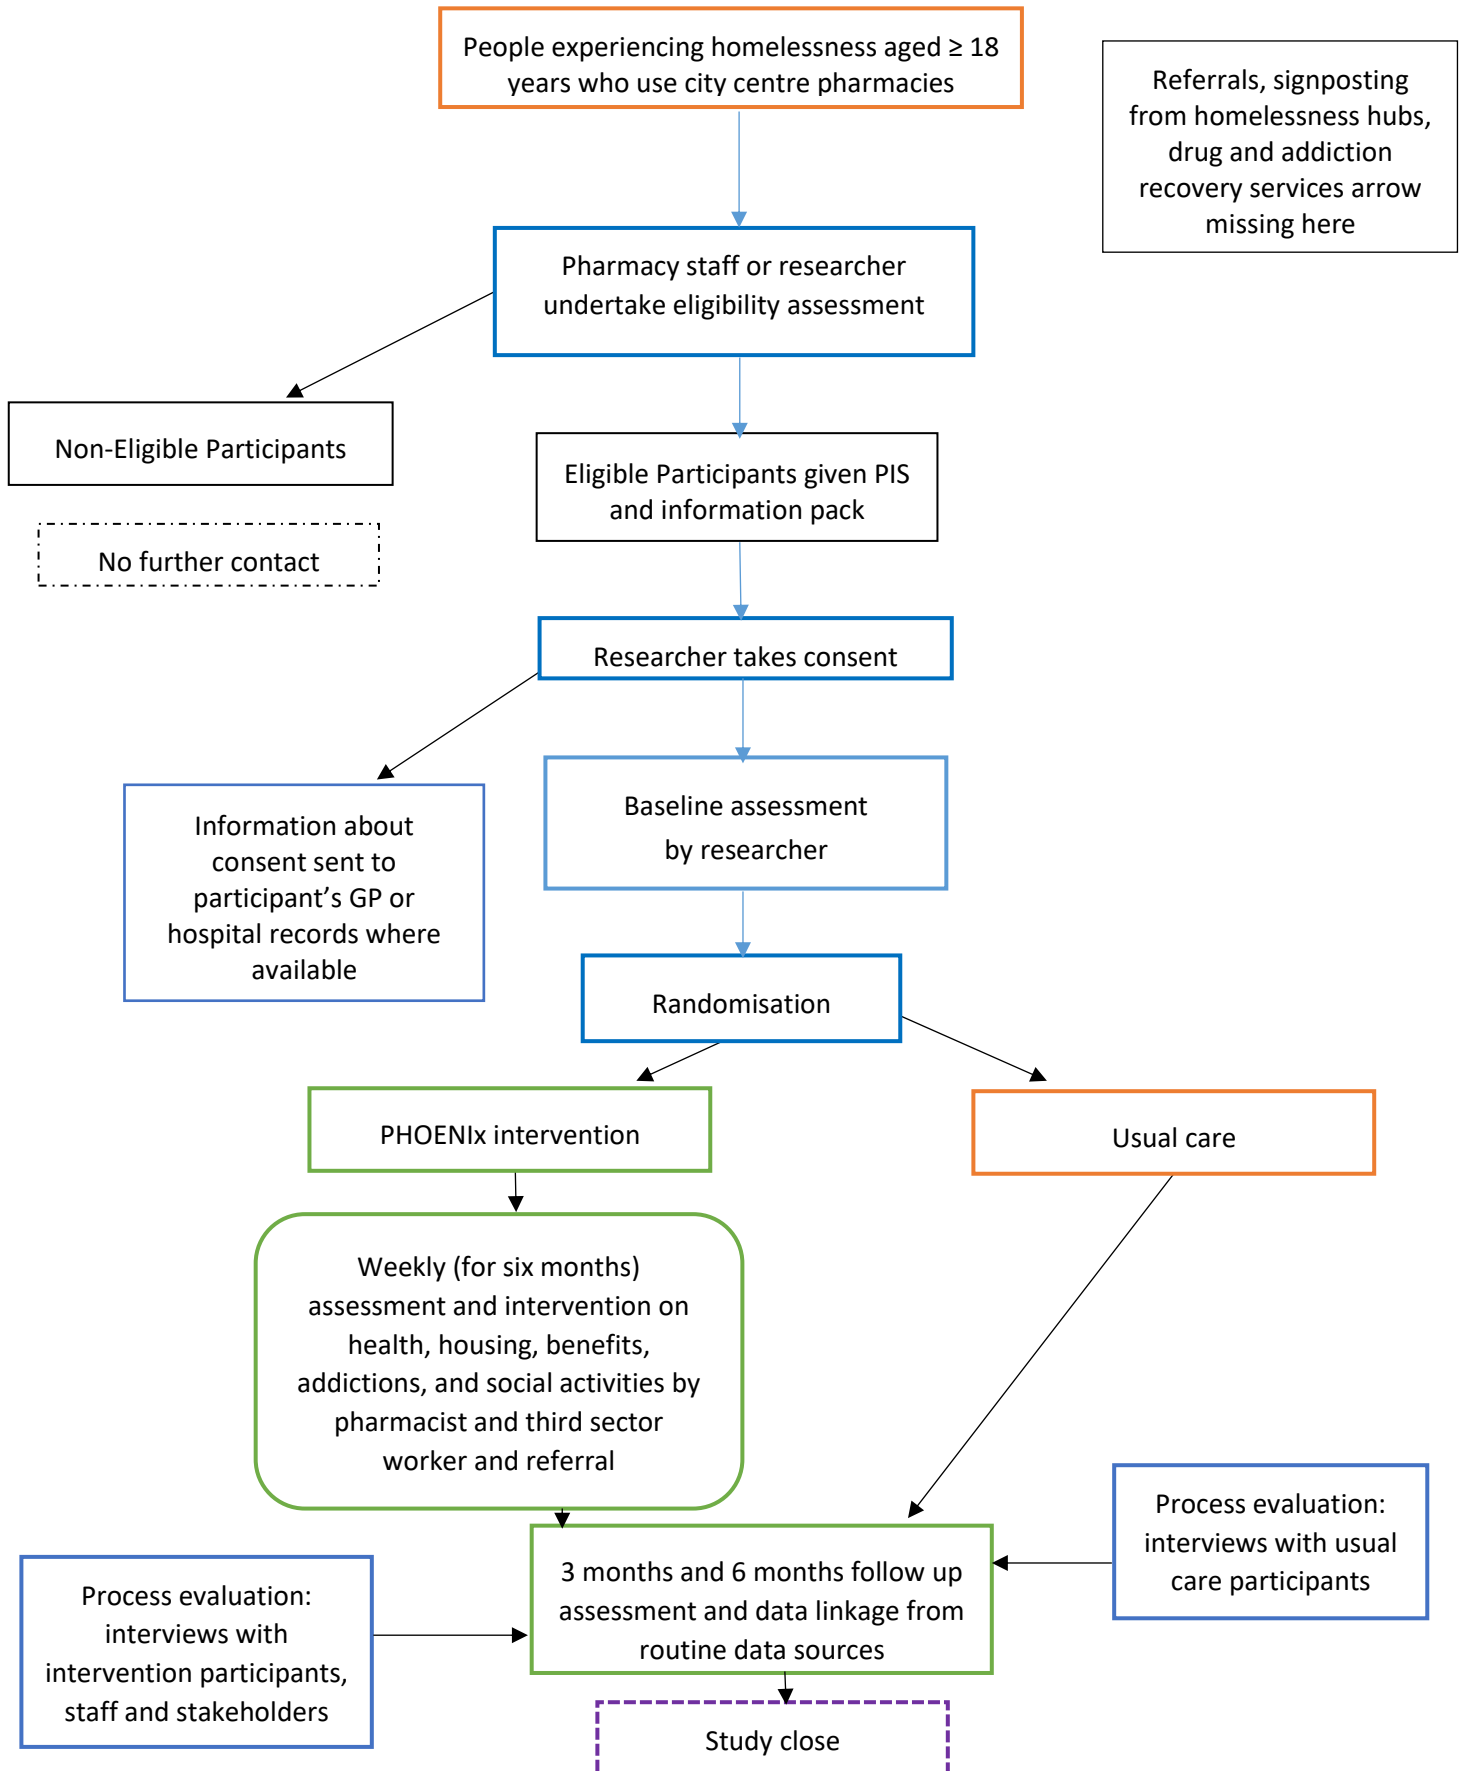 People experiencing homelessness aged ≥ 18
years who use city centre pharmacies
Referrals, signposting
from homelessness hubs,
drug and addiction
recovery services arrow
missing here
Pharmacy staff or researcher
undertake eligibility assessment
Non-Eligible Participants
Eligible Participants given PIS
and information pack
No further contact
Researcher takes consent
Information about
consent sent to
participant’s GP or
hospital records where
available
Baseline assessment
by researcher
Randomisation
PHOENIx intervention
Usual care
Weekly (for six months)
assessment and intervention on
health, housing, benefits,
addictions, and social activities by
pharmacist and third sector
worker and referral
Process evaluation:
interviews with usual
care participants
3 months and 6 months follow up
assessment and data linkage from
routine data sources
Process evaluation:
interviews with
intervention participants,
staff and stakeholders
Study close